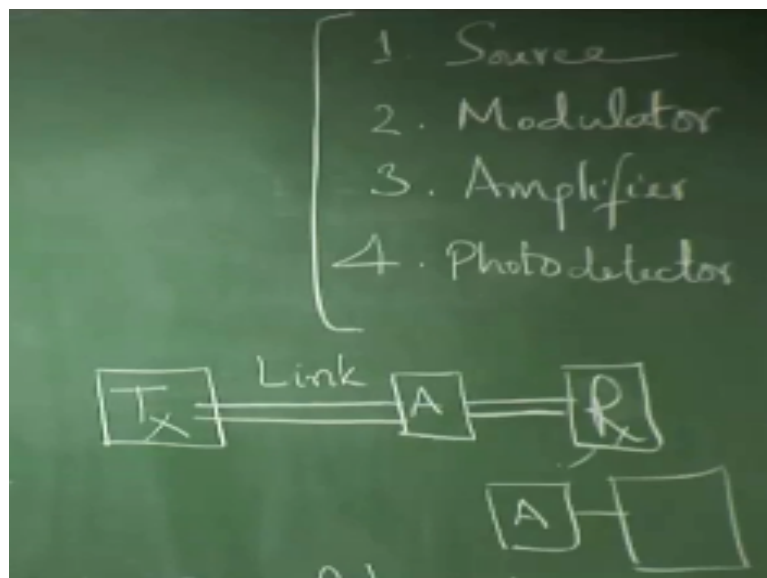 1. Source
2. Modulator
3. Amplifier
4. Photodetector
Link
Tx A Rx
A